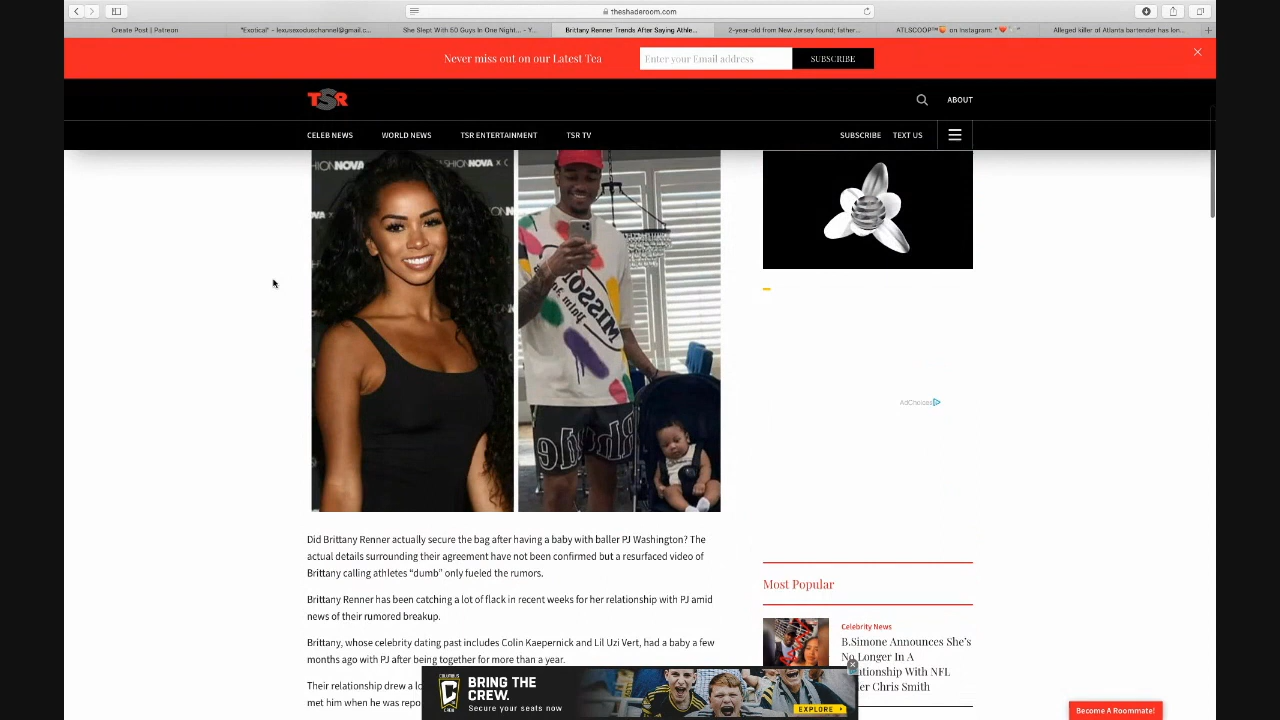 theshaderoom.com
Create Post | Patreon
"Exotical" - lexusexoduschannel@gmail.c...
She Slept With 50 Guys In One Night... - Y...
Brittany Renner Trends After Saying Athle...
2-year-old from New Jersey found; father...
ATLSCOOP™ on Instagram: "
Alleged killer of Atlanta bartender has lon...
Never miss out on our Latest Tea
Enter your Email address
SUBSCRIBE
TSR
ABOUT
CELEB NEWS
WORLD NEWS
TSR ENTERTAINMENT
TSR TV
SUBSCRIBE
TEXT US
HIONNOVA
SHIONNOVA x
MISSONI
AdChoices
Did Brittany Renner actually secure the bag after having a baby with baller PJ Washington? The
actual details surrounding their agreement have not been confirmed but a resurfaced video of
Brittany calling athletes “dumb” only fueled the rumors.
Brittany Renner has been catching a lot of flack in recent weeks for her relationship with PJ amid
news of their rumored breakup.
Brittany, whose celebrity dating past includes Colin Kaepernick and Lil Uzi Vert, had a baby a few
months ago with PJ after being together for more than a year.
Their relationship drew a lo
met him when he was repo
Most Popular
Celebrity News
B.Simone Announces She’s
No Longer In A
ationship With NFL
er Chris Smith
BRING THE
CREW.
Secure your seats now
EXPLORE
Become A Roommate!